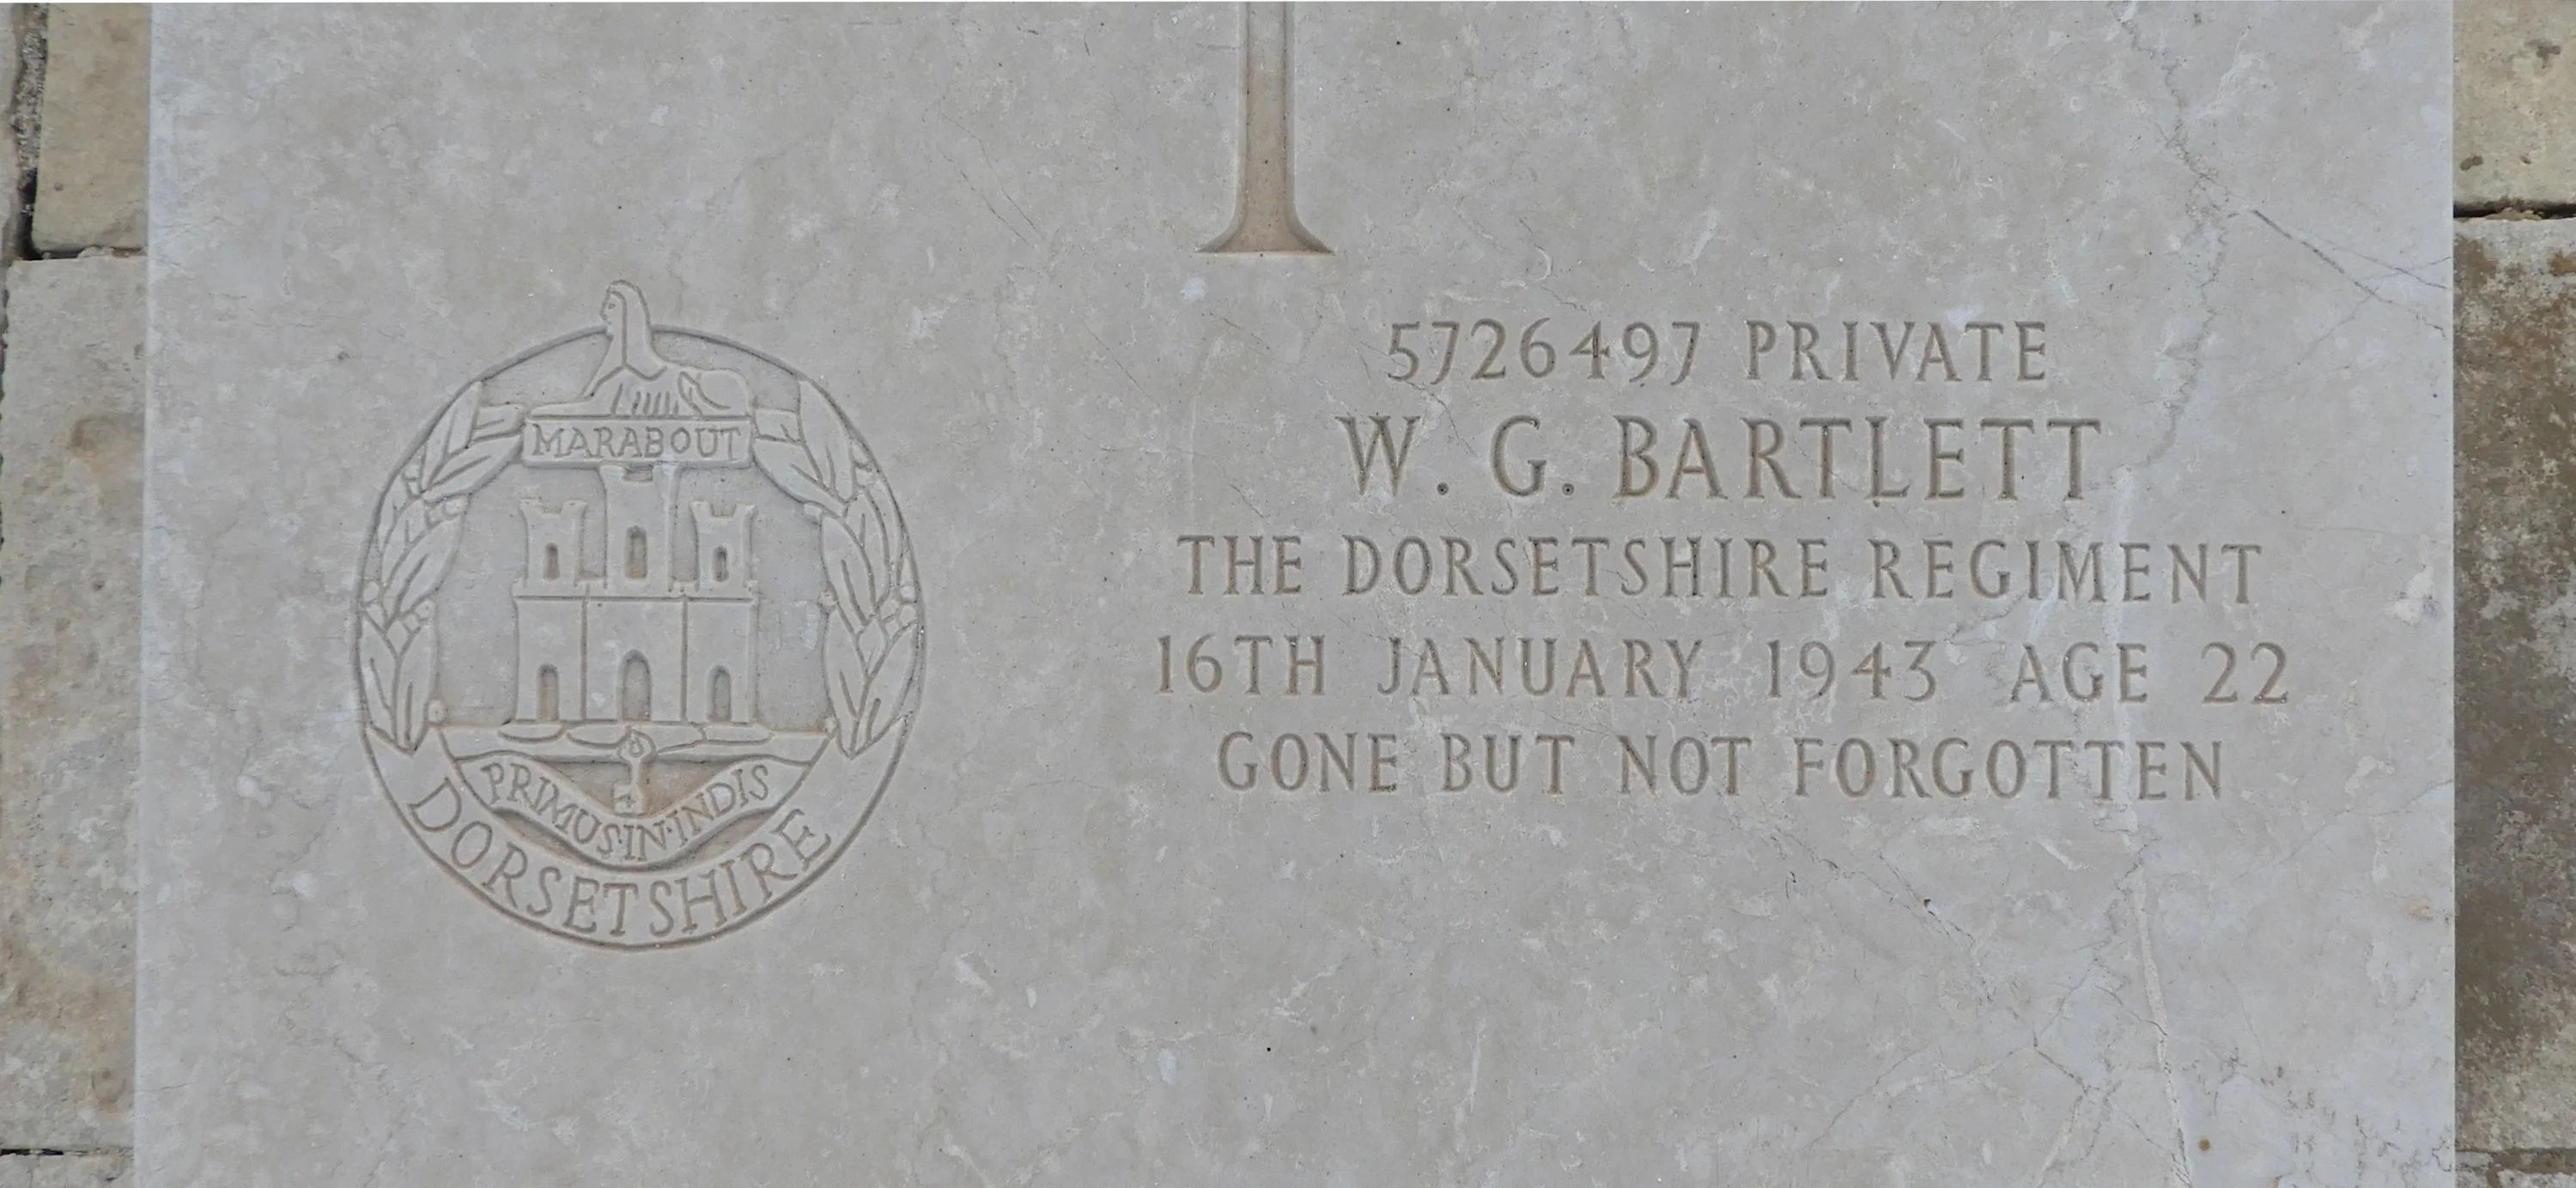 MARABOUT
PRIMUS·IN·INDIS
DORSETSHIRE
5726497 PRIVATE
W. G. BARTLETT
THE DORSETSHIRE REGIMENT
16TH JANUARY 1943 AGE 22
GONE BUT NOT FORGOTTEN